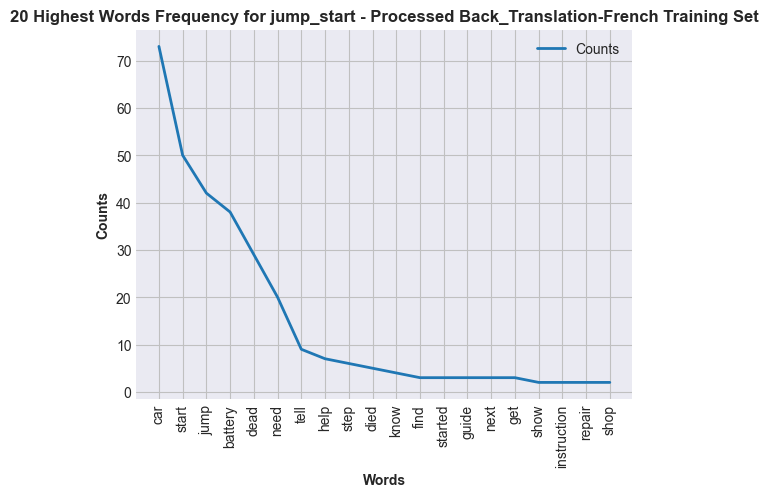 20 Highest Words Frequency for jump_start - Processed Back_Translation-French Training Set
Counts
70
60
50
40
30
20
10
0
Counts
car
start
jump
battery
dead
need
tell
help
step
died
know
find
started
guide
next
get
show
instruction
repair
shop
Words